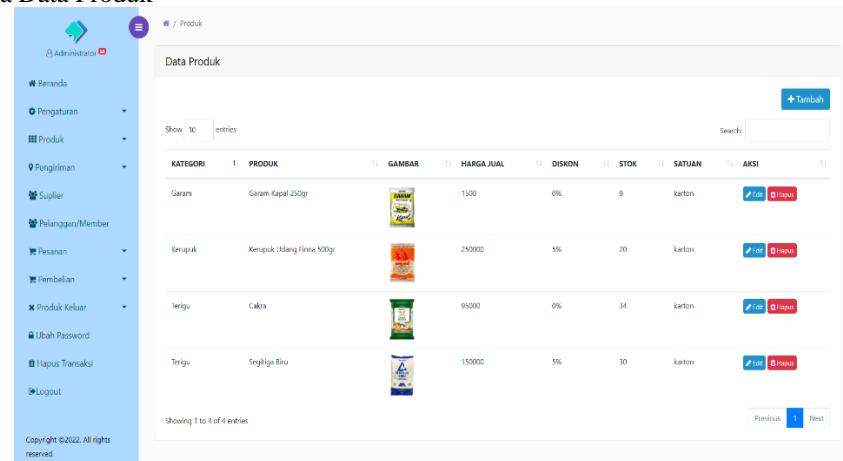 a Data Produk
Administrator
Beranda
Pengaturan
Produk
Pengiriman
Suplier
Pelanggan/Member
Pesanan
Pembelian
Produk Keluar
Ubah Password
Hapus Transaksi
Logout
Copyright ©2022. All rights
reserved.
/ Produk
Data Produk
+ Tambah
Show 10 entries
Search:
KATEGORI PRODUK GAMBAR HARGA JUAL DISKON STOK SATUAN AKSI
Garam Garam Kapal 250gr 1500 0% 9 karton Edit Hapus
Kerupuk Kerupuk Udang Finna 500gr 250000 5% 20 karton Edit Hapus
Terigu Cakra 95000 0% 34 karton Edit Hapus
Terigu Segitiga Biru 150000 5% 30 karton Edit Hapus
Showing 1 to 4 of 4 entries
Previous 1 Next